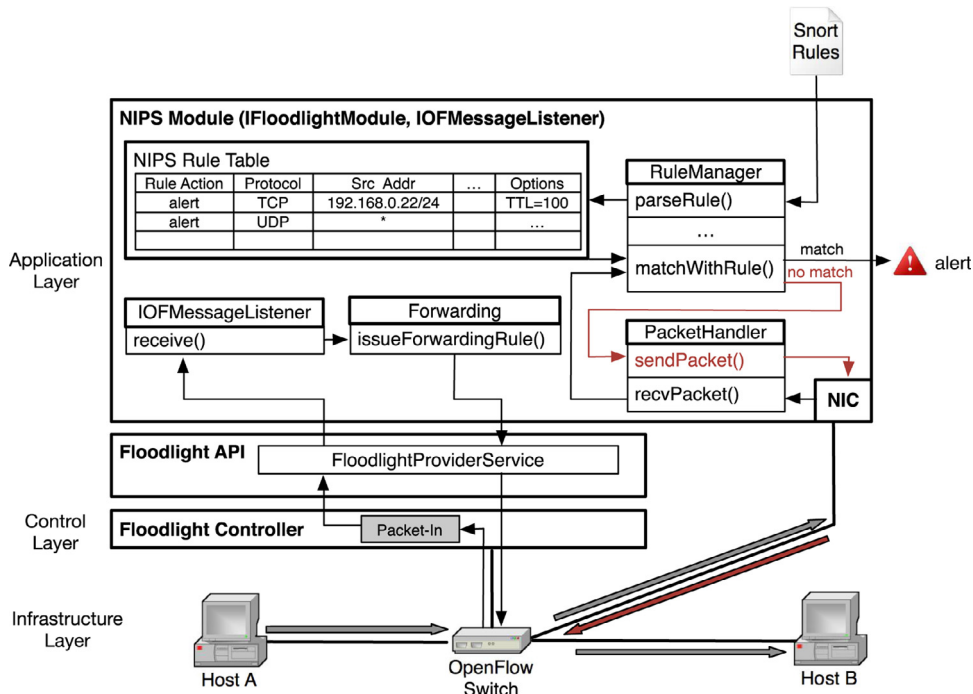 Snort
Rules
NIPS Module (IFloodlightModule, IOFMessageListener)
NIPS Rule Table
Rule Action Protocol Src_Addr ... Options
alert TCP 192.168.0.22/24 TTL=100
alert UDP * ...
RuleManager
parseRule()
...
matchWithRule()
match
no match
alert
Application
Layer
IOFMessageListener
receive()
Forwarding
issueForwardingRule()
PacketHandler
sendPacket()
recvPacket()
NIC
Floodlight API
FloodlightProviderService
Control
Layer
Floodlight Controller
Packet-In
Infrastructure
Layer
Host A
OpenFlow
Switch
Host B